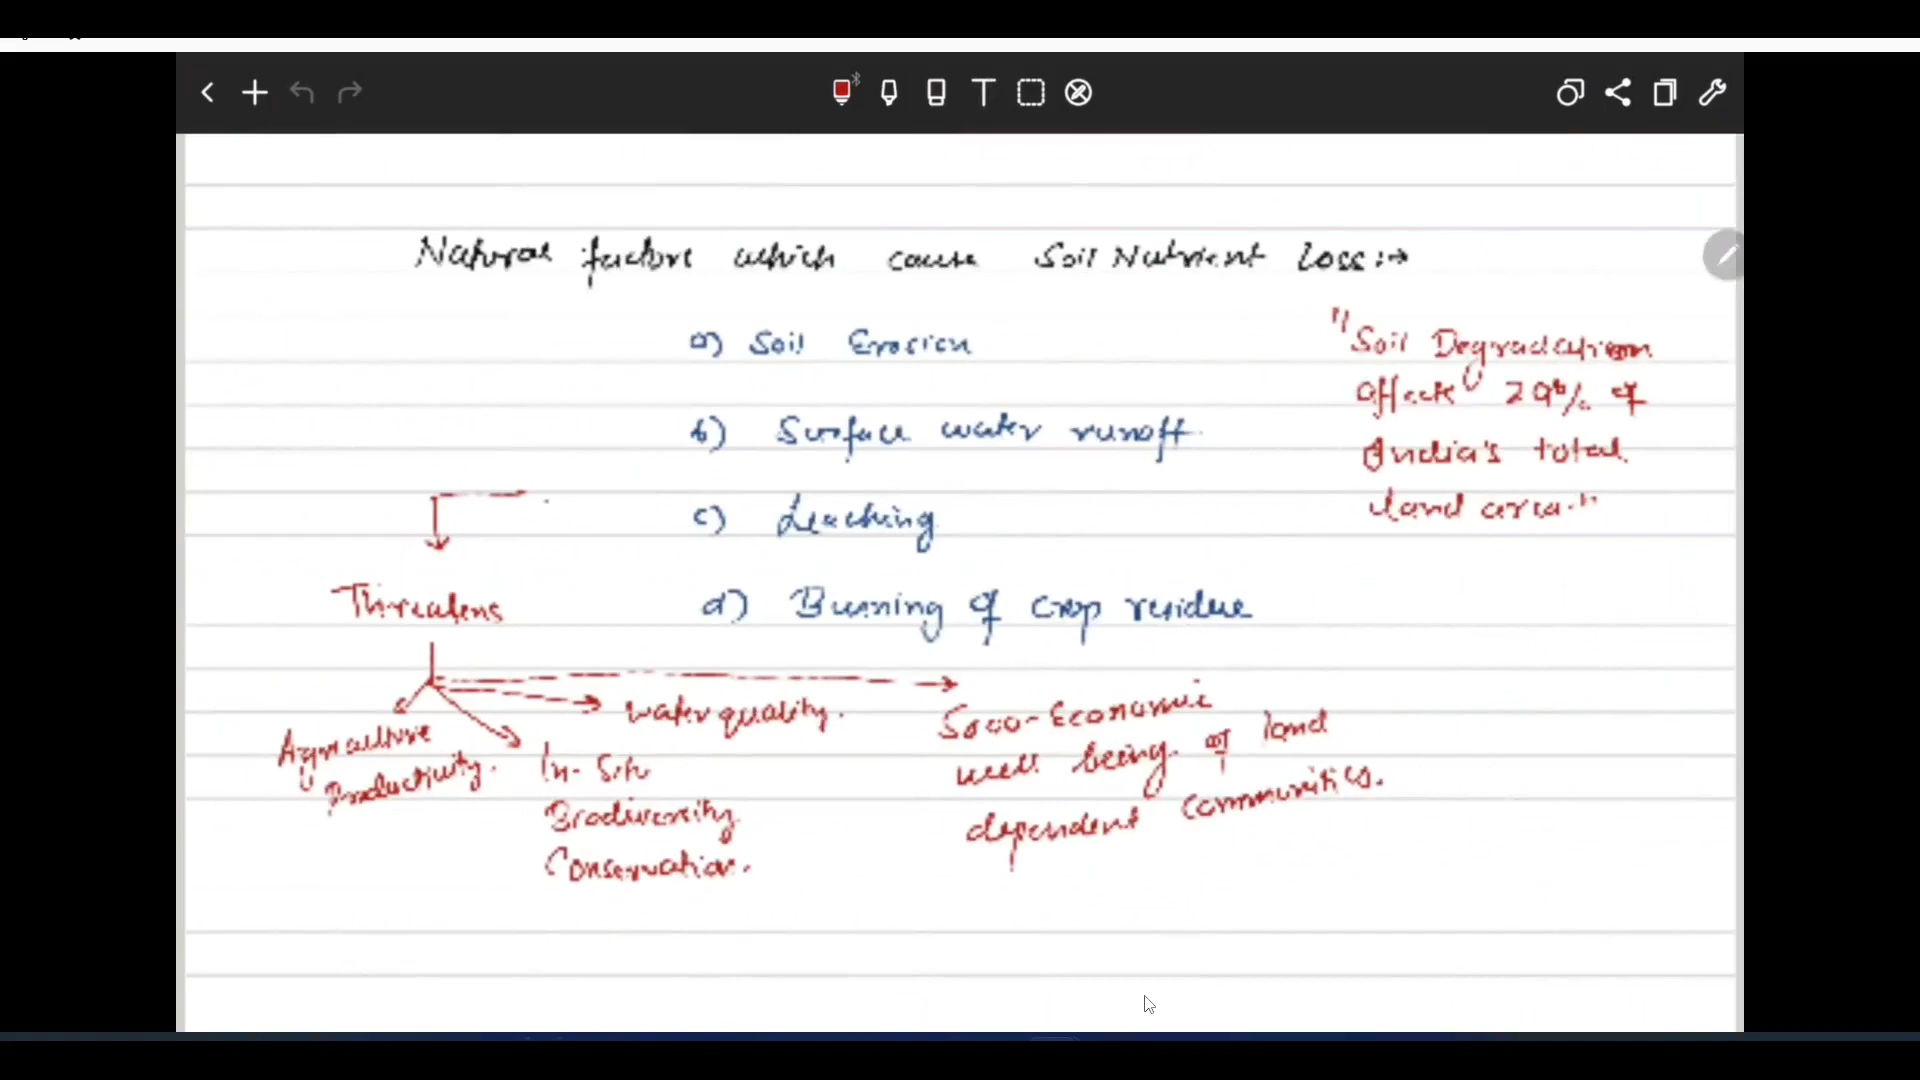 Natural factors which cause Soil Nutrient Loss:→
a) Soil Erosion
b) Surface water runoff
c) Leaching
d) Burning of crop residue
"Soil Degradation
affects 29% of
India's total
land area."
Threatens
Agriculture
Productivity.
In-Situ
Biodiversity
Conservation.
water quality.
Socio-Economic
well being of land
dependent communities.